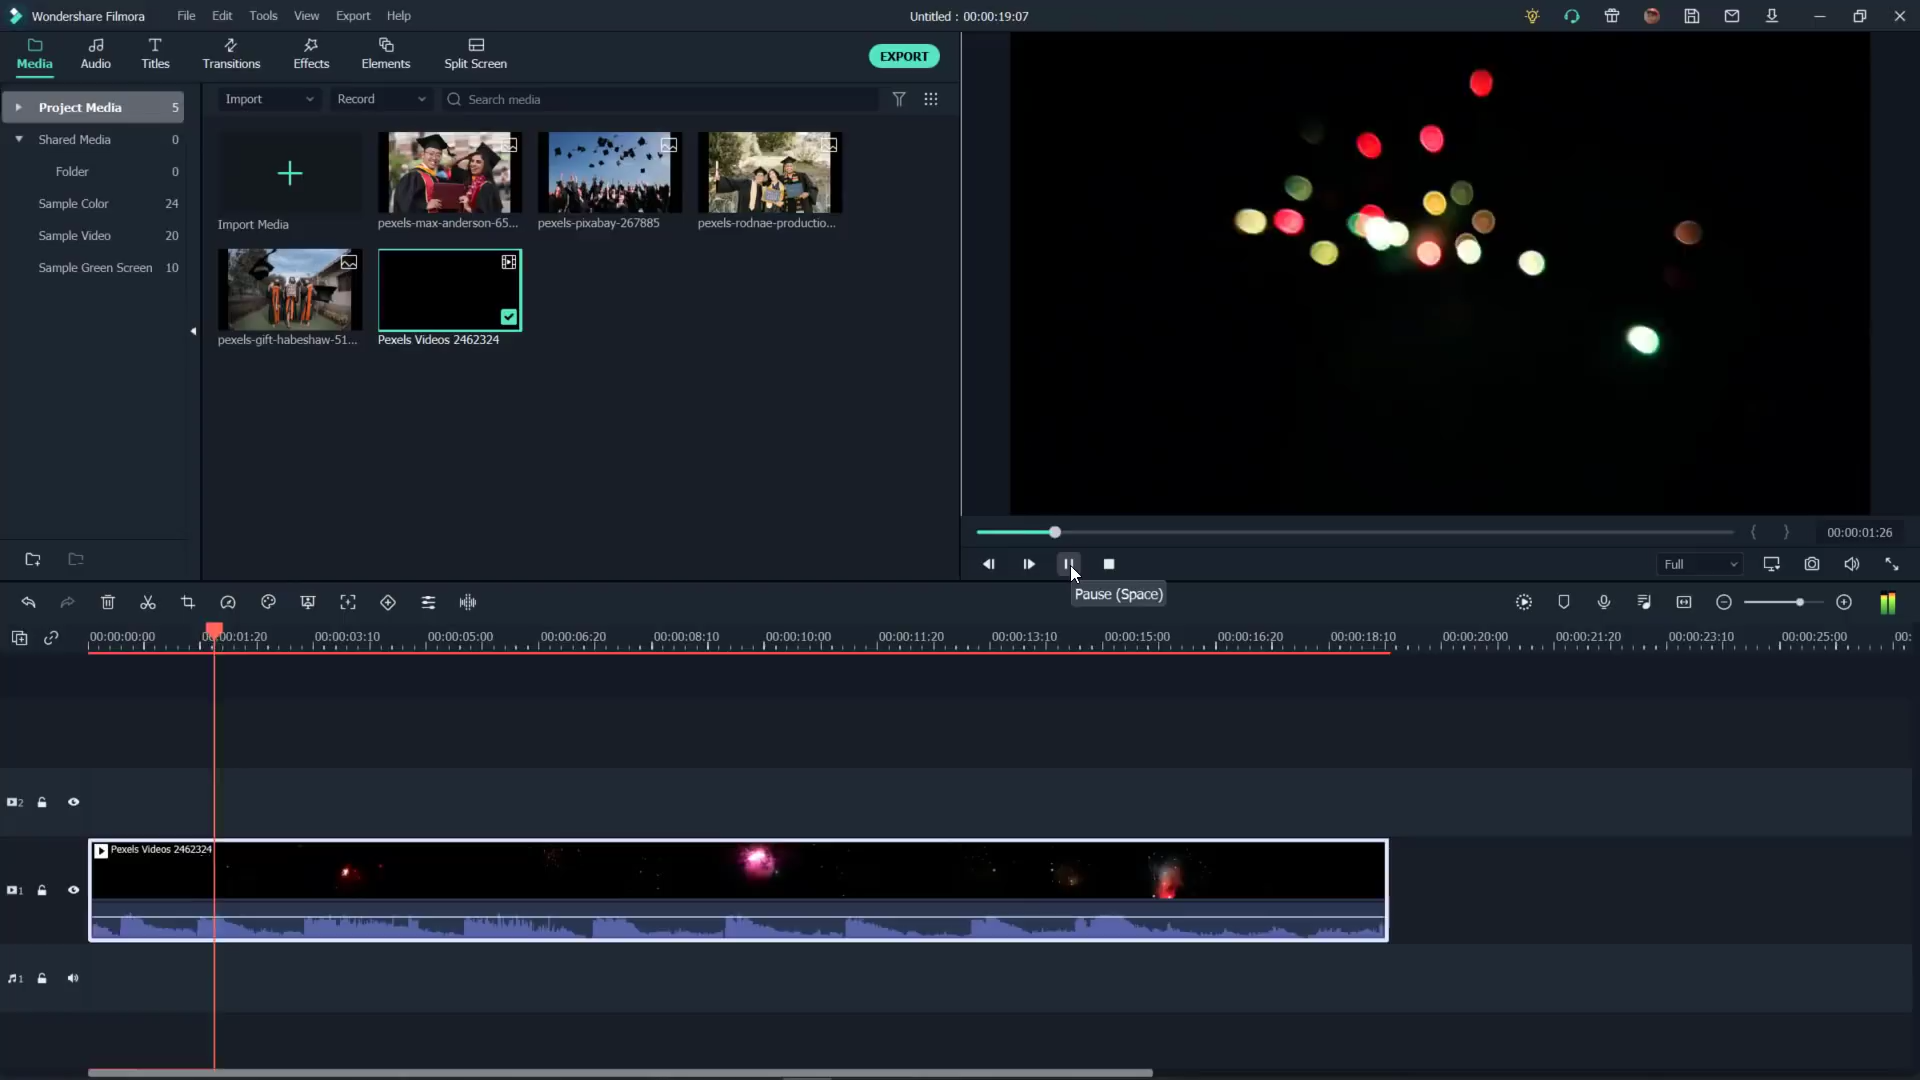 Wondershare Filmora File Edit Tools View Export Help Untitled : 00:00:19:07
Media Audio Titles Transitions Effects Elements Split Screen EXPORT
Project Media 5
Shared Media 0
Folder 0
Sample Color 24
Sample Video 20
Sample Green Screen 10
Import Record Search media
Import Media pexels-max-anderson-65... pexels-pixabay-267885 pexels-rodnae-productio...
pexels-gift-habeshaw-51... Pexels Videos 2462324
00:00:01:26
Full
Pause (Space)
00:00:00:00 00:00:01:20 00:00:03:10 00:00:05:00 00:00:06:20 00:00:08:10 00:00:10:00 00:00:11:20 00:00:13:10 00:00:15:00 00:00:16:20 00:00:18:10 00:00:20:00 00:00:21:20 00:00:23:10 00:00:25:00 00:
2
Pexels Videos 2462324
1
1